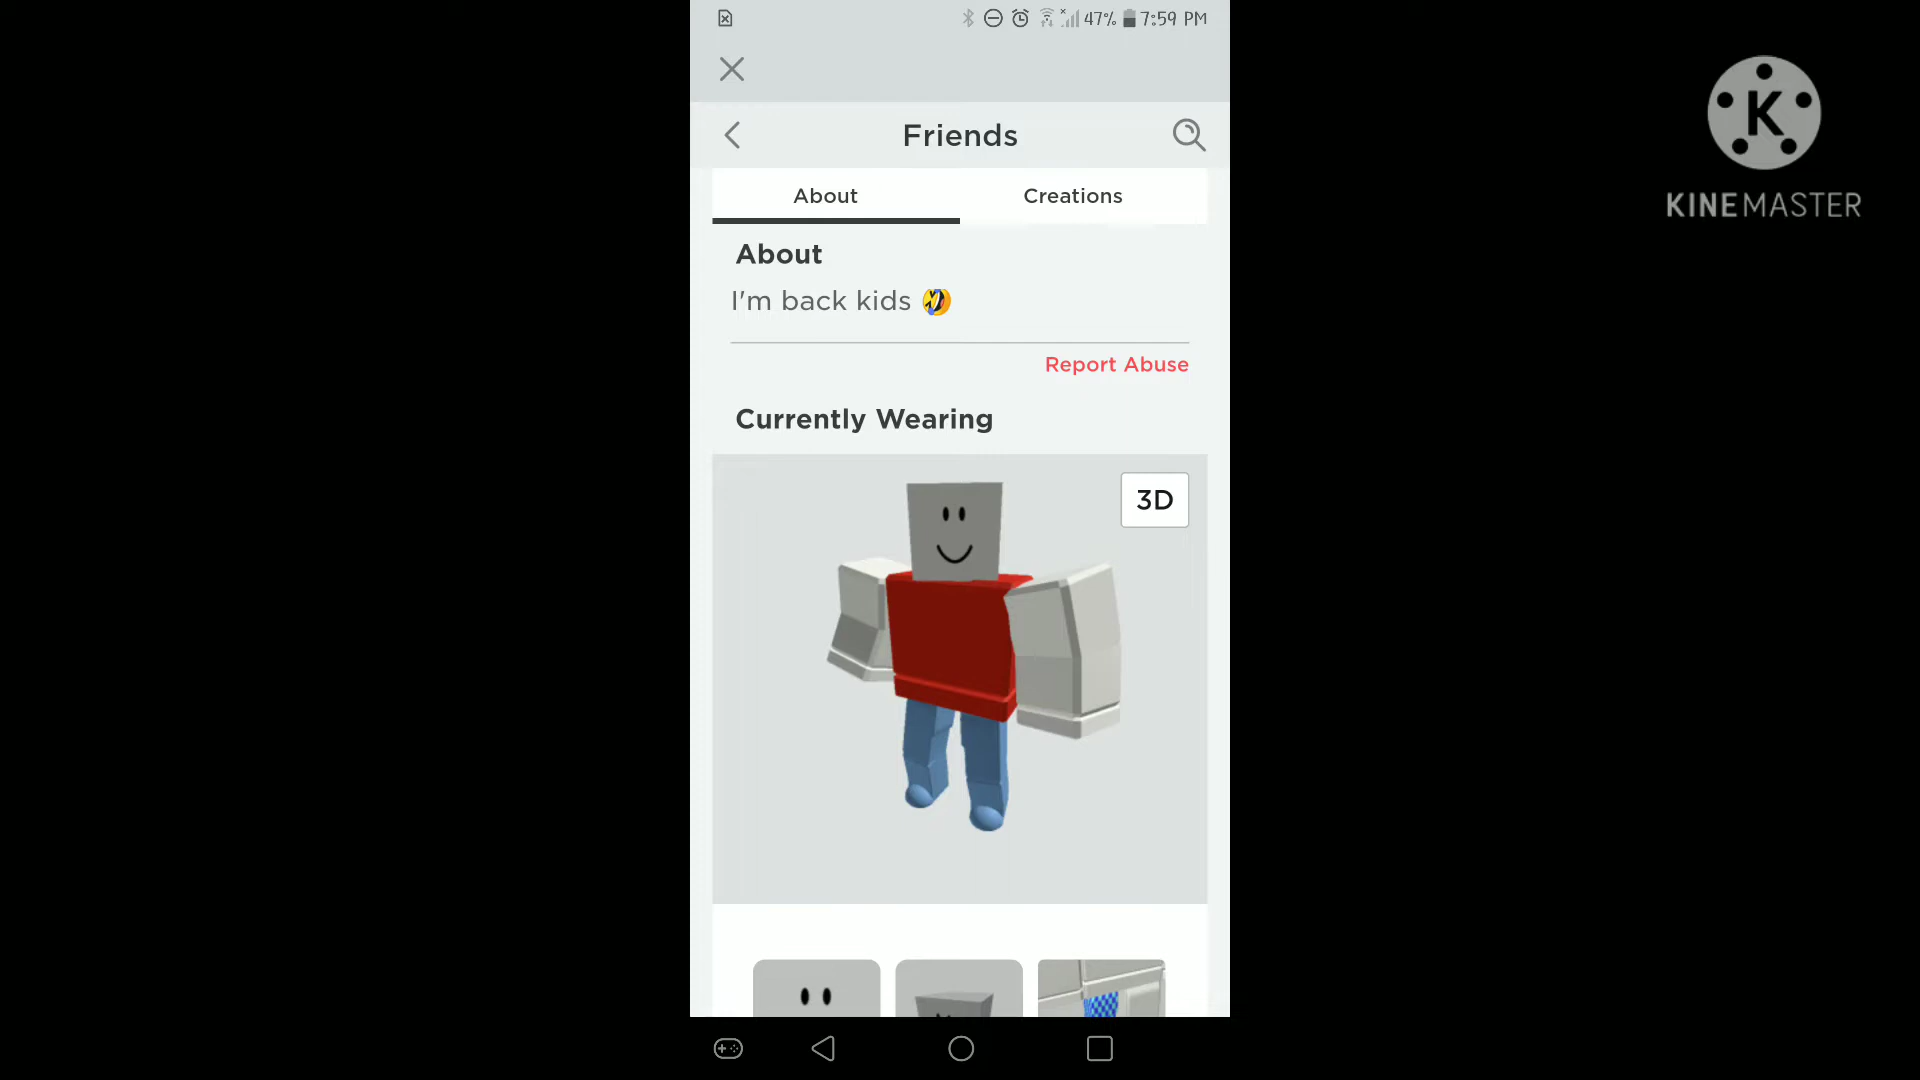 47% 7:59 PM
Friends
About Creations
About
I'm back kids 🤣
Report Abuse
Currently Wearing
3D
K
KINEMASTER